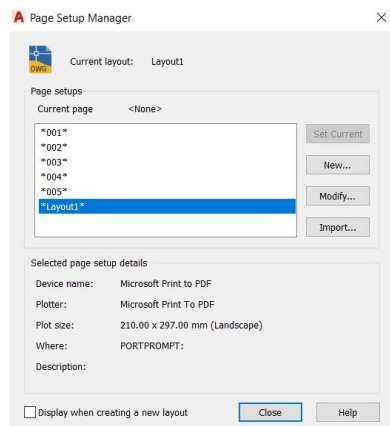 Page Setup Manager
DWG
Current layout: Layout1
Page setups
Current page <None>
*001*
*002*
*003*
*004*
*005*
*Layout1*
Set Current
New...
Modify...
Import...
Selected page setup details
Device name: Microsoft Print to PDF
Plotter: Microsoft Print To PDF
Plot size: 210.00 x 297.00 mm (Landscape)
Where: PORTPROMPT:
Description:
Display when creating a new layout
Close
Help